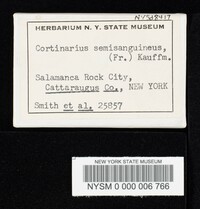 NYSd8417
HERBARIUM N. Y. STATE MUSEUM
Cortinarius semisanguineus,
(Fr.) Kauffm.
Salamanca Rock City,
Cattaraugus Co., NEW YORK
Smith et al. 25857
NEW YORK STATE MUSEUM
NYSM 0 000 006 766